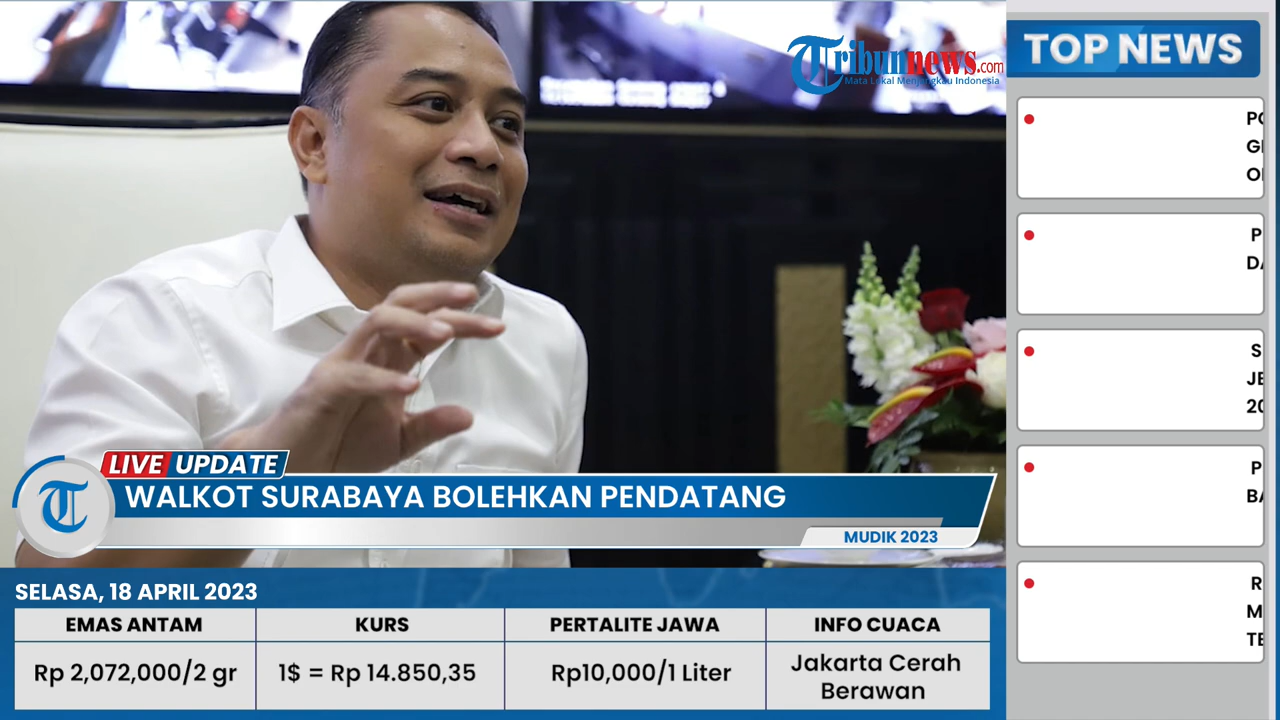 Tribunnews.com
Mata Lokal Menjangkau Indonesia
TOP NEWS
LIVE UPDATE
WALKOT SURABAYA BOLEHKAN PENDATANG
MUDIK 2023
SELASA, 18 APRIL 2023
EMAS ANTAM
KURS
PERTALITE JAWA
INFO CUACA
Rp 2,072,000/2 gr
1$ = Rp 14.850,35
Rp10,000/1 Liter
Jakarta Cerah
Berawan